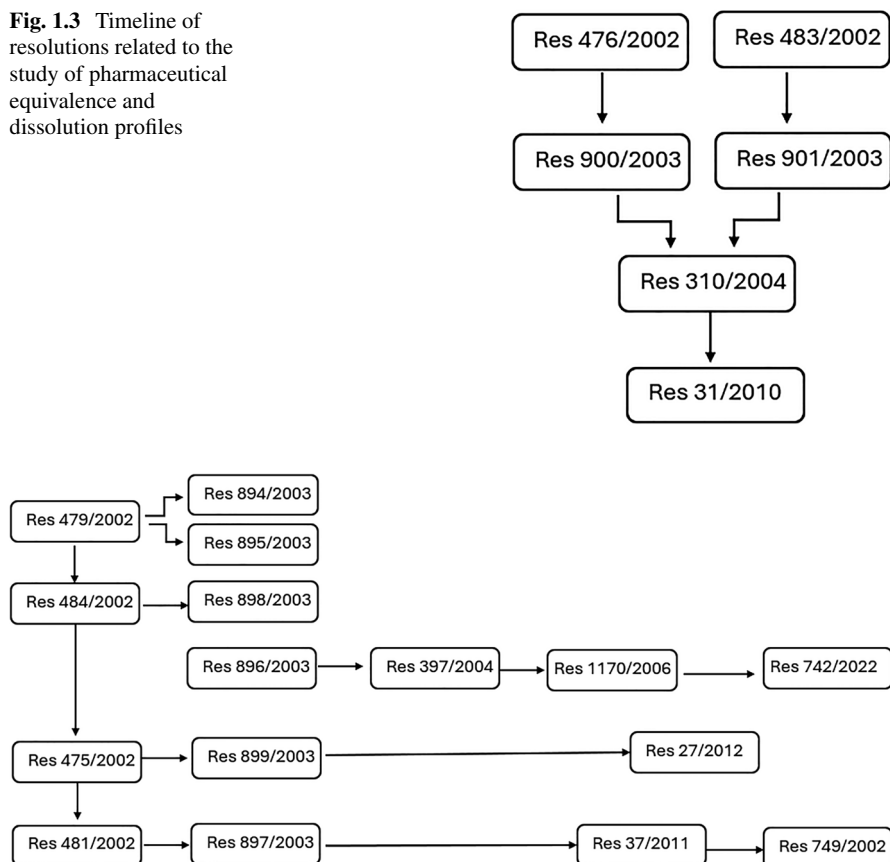 Fig. 1.3 Timeline of
resolutions related to the
study of pharmaceutical
equivalence and
dissolution profiles
Res 476/2002
Res 483/2002
Res 900/2003
Res 901/2003
Res 310/2004
Res 31/2010
Res 894/2003
Res 479/2002
Res 895/2003
Res 484/2002
Res 898/2003
Res 896/2003
Res 397/2004
Res 1170/2006
Res 742/2022
Res 475/2002
Res 899/2003
Res 27/2012
Res 481/2002
Res 897/2003
Res 37/2011
Res 749/2002